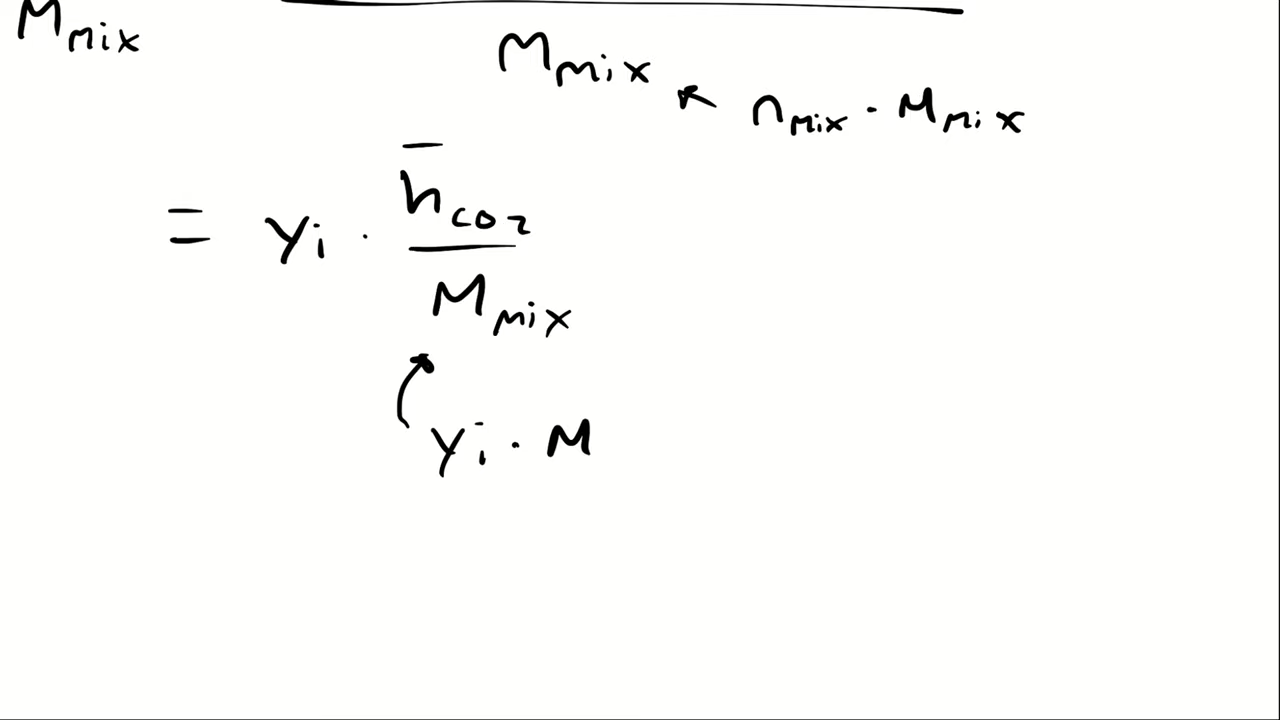 Mmix
Mmix ↖ nmix · Mmix
= yi · h̅CO2 / Mmix
yi · M